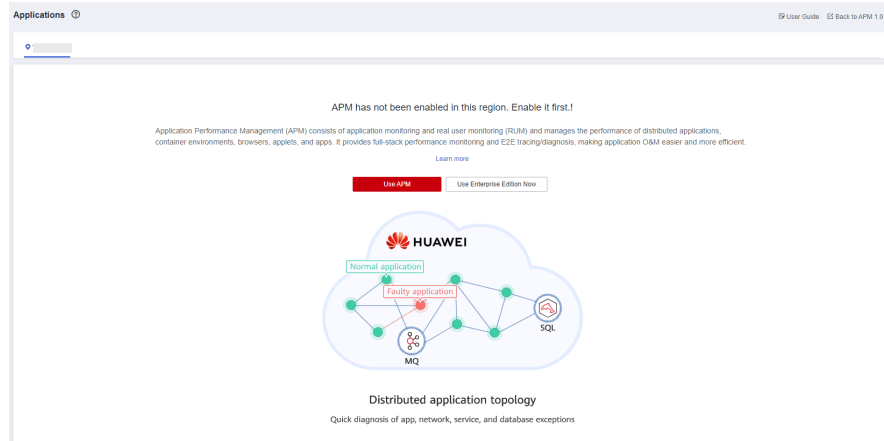 Applications
User Guide Back to APM 1.0
APM has not been enabled in this region. Enable it first.!
Application Performance Management (APM) consists of application monitoring and real user monitoring (RUM) and manages the performance of distributed applications,
container environments, browsers, applets, and apps. It provides full-stack performance monitoring and E2E tracing/diagnosis, making application O&M easier and more efficient.
Learn more
Use APM Use Enterprise Edition Now
HUAWEI
Normal application
Faulty application
SQL
MQ
Distributed application topology
Quick diagnosis of app, network, service, and database exceptions